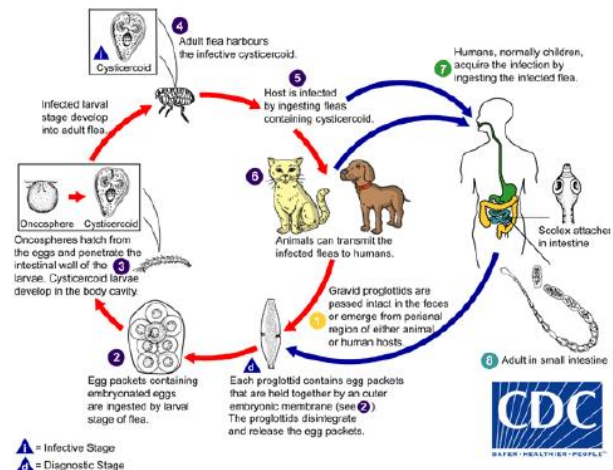 4
Adult flea harbours
the infective cysticercoid.
i
Cysticercoid
Infected larval
stage develop
into adult flea.
5
Host is infected
by ingesting fleas
containing cysticercoid.
7
Humans, normally children,
acquire the infection by
ingesting the infected flea.
Oncosphere
Cysticercoid
Oncospheres hatch from
the eggs and penetrate the
intestinal wall of the
larvae. Cysticercoid larvae
develop in the body cavity.
3
6
Animals can transmit the
infected fleas to humans.
Scolex attaches
in intestine
1
Gravid proglottids are
passed intact in the feces
or emerge from perianal
region of either animal
or human hosts.
2
Egg packets containing
embryonated eggs
are ingested by larval
stage of flea.
d
Each proglottid contains egg packets
that are held together by an outer
embryonic membrane (see 2).
The proglottids disintegrate
and release the egg packets.
8 Adult in small intestine
CDC
SAFER·HEALTHIER·PEOPLE™
i = Infective Stage
d = Diagnostic Stage